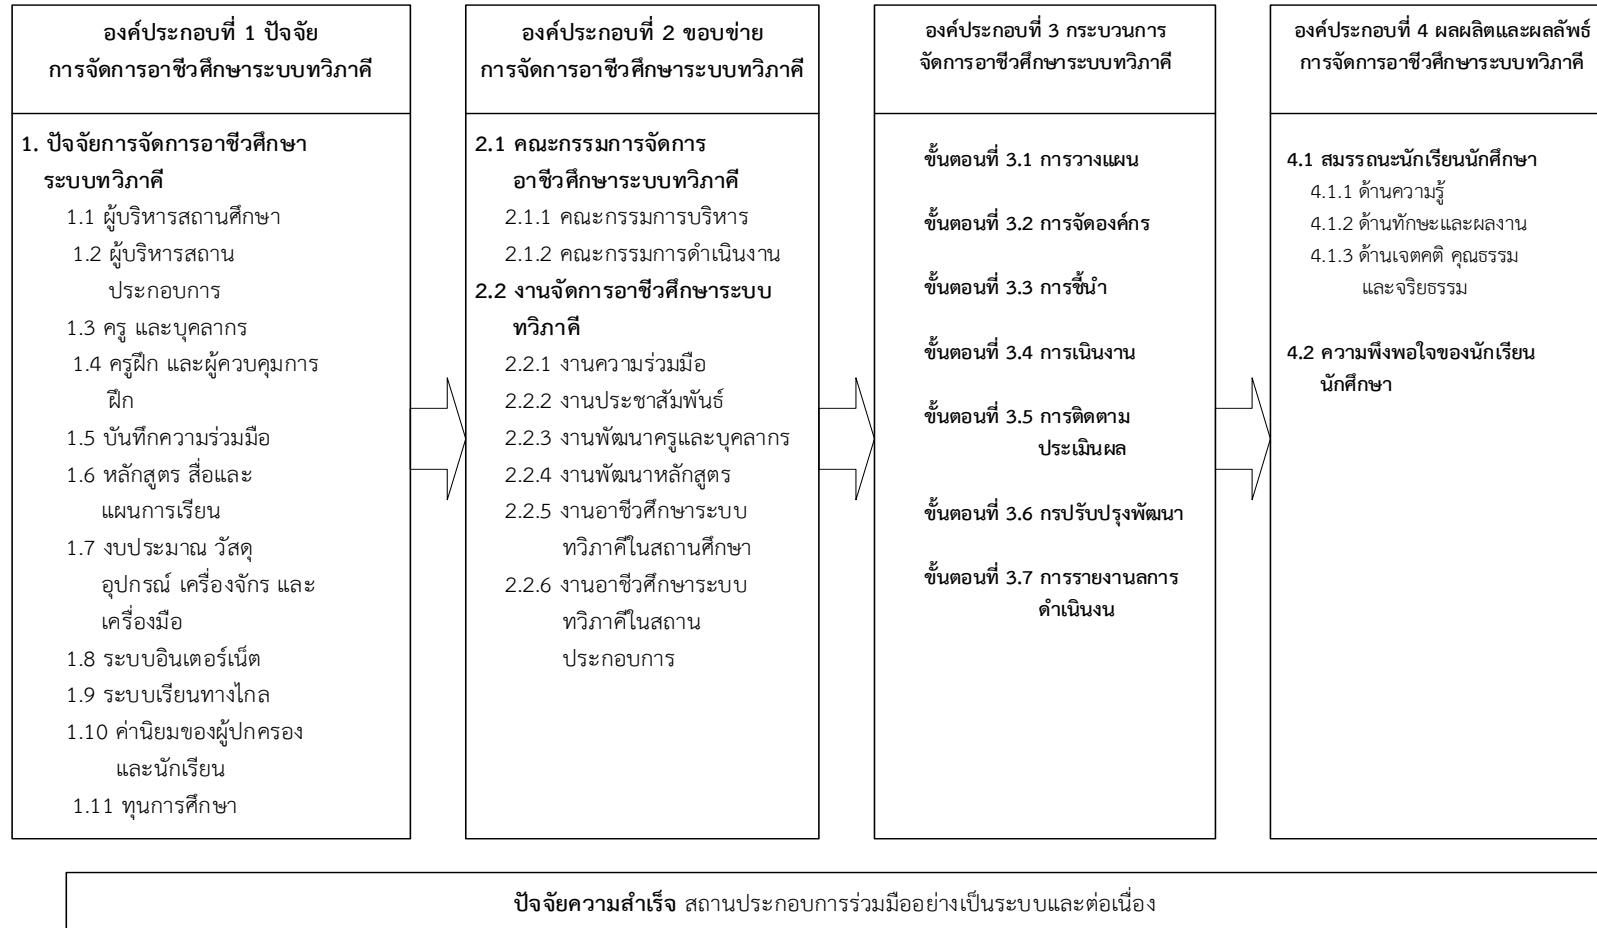 องค์ประกอบที่ 1 ปัจจัย
การจัดการอาชีวศึกษาระบบทวิภาคี
1. ปัจจัยการจัดการอาชีวศึกษา
ระบบทวิภาคี
1.1 ผู้บริหารสถานศึกษา
1.2 ผู้บริหารสถาน
ประกอบการ
1.3 ครู และบุคลากร
1.4 ครูฝึก และผู้ควบคุมการ
ฝึก
1.5 บันทึกความร่วมมือ
1.6 หลักสูตร สื่อและ
แผนการเรียน
1.7 งบประมาณ วัสดุ
อุปกรณ์ เครื่องจักร และ
เครื่องมือ
1.8 ระบบอินเตอร์เน็ต
1.9 ระบบเรียนทางไกล
1.10 ค่านิยมของผู้ปกครอง
และนักเรียน
1.11 ทุนการศึกษา
องค์ประกอบที่ 2 ขอบข่าย
การจัดการอาชีวศึกษาระบบทวิภาคี
2.1 คณะกรรมการจัดการ
อาชีวศึกษาระบบทวิภาคี
2.1.1 คณะกรรมการบริหาร
2.1.2 คณะกรรมการดำเนินงาน
2.2 งานจัดการอาชีวศึกษาระบบ
ทวิภาคี
2.2.1 งานความร่วมมือ
2.2.2 งานประชาสัมพันธ์
2.2.3 งานพัฒนาครูและบุคลากร
2.2.4 งานพัฒนาหลักสูตร
2.2.5 งานอาชีวศึกษาระบบ
ทวิภาคีในสถานศึกษา
2.2.6 งานอาชีวศึกษาระบบ
ทวิภาคีในสถาน
ประกอบการ
องค์ประกอบที่ 3 กระบวนการ
จัดการอาชีวศึกษาระบบทวิภาคี
ขั้นตอนที่ 3.1 การวางแผน
ขั้นตอนที่ 3.2 การจัดองค์กร
ขั้นตอนที่ 3.3 การชี้นำ
ขั้นตอนที่ 3.4 การเนินงาน
ขั้นตอนที่ 3.5 การติดตาม
ประเมินผล
ขั้นตอนที่ 3.6 กรปรับปรุงพัฒนา
ขั้นตอนที่ 3.7 การรายงานลการ
ดำเนินงน
องค์ประกอบที่ 4 ผลผลิตและผลลัพธ์
การจัดการอาชีวศึกษาระบบทวิภาคี
4.1 สมรรถนะนักเรียนนักศึกษา
4.1.1 ด้านความรู้
4.1.2 ด้านทักษะและผลงาน
4.1.3 ด้านเจตคติ คุณธรรม
และจริยธรรม
4.2 ความพึงพอใจของนักเรียน
นักศึกษา
ปัจจัยความสำเร็จ สถานประกอบการร่วมมืออย่างเป็นระบบและต่อเนื่อง